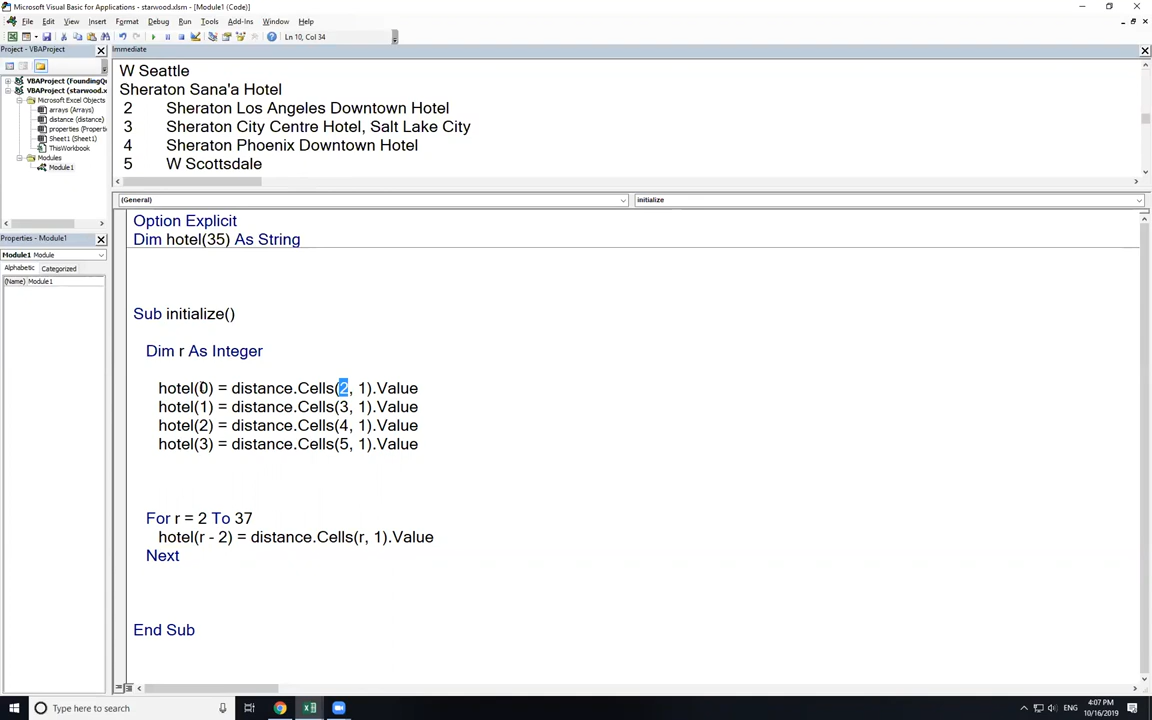 Microsoft Visual Basic for Applications - starwood.xlsm - [Module1 (Code)]
File Edit View Insert Format Debug Run Tools Add-Ins Window Help
Ln 10, Col 34
Project - VBAProject
Immediate
VBAProject (FoundingQu
VBAProject (starwood.x
Microsoft Excel Objects
arrays (Arrays)
distance (distance)
properties (Properti
Sheet1 (Sheet1)
ThisWorkbook
Modules
Module1
W Seattle
Sheraton Sana'a Hotel
2 Sheraton Los Angeles Downtown Hotel
3 Sheraton City Centre Hotel, Salt Lake City
4 Sheraton Phoenix Downtown Hotel
5 W Scottsdale
(General) initialize
Properties - Module1
Module1 Module
Alphabetic Categorized
(Name) Module1
Option Explicit
Dim hotel(35) As String
Sub initialize()
Dim r As Integer
hotel(0) = distance.Cells(2, 1).Value
hotel(1) = distance.Cells(3, 1).Value
hotel(2) = distance.Cells(4, 1).Value
hotel(3) = distance.Cells(5, 1).Value
For r = 2 To 37
hotel(r - 2) = distance.Cells(r, 1).Value
Next
End Sub
Type here to search
ENG
4:07 PM
10/16/2019